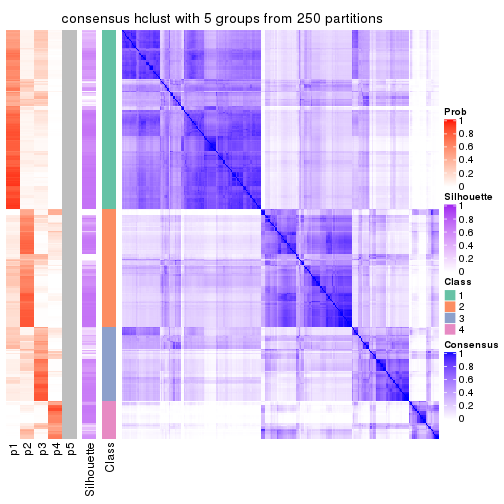 consensus hclust with 5 groups from 250 partitions
Prob
1
0.8
0.6
0.4
0.2
0
Silhouette
1
0.8
0.6
0.4
0.2
0
Class
1
2
3
4
Consensus
1
0.8
0.6
0.4
0.2
0
p1
p2
p3
p4
p5
Silhouette
Class